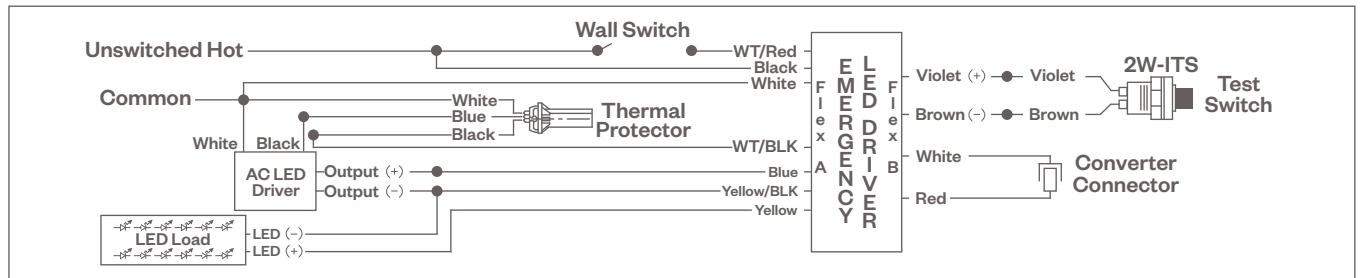 Wall Switch
Unswitched Hot
WT/Red
Black
White
Common
White
Blue
Black
Thermal
Protector
White
Black
WT/BLK
AC LED
Driver
Output (+)
Output (-)
Blue
Yellow/BLK
Yellow
LED Load
LED (-)
LED (+)
Flex A
EMERGENCY
LED DRIVER
Flex B
Violet (+)
Violet
2W-ITS
Test
Switch
Brown (-)
Brown
White
Red
Converter
Connector